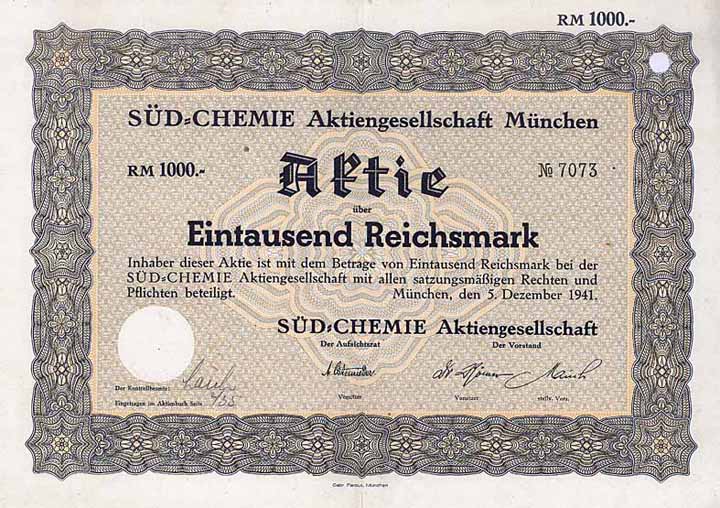 RM 1000.-
SÜD-CHEMIE Aktiengesellschaft München
RM 1000.-
Aktie
№ 7073
über
Eintausend Reichsmark
Inhaber dieser Aktie ist mit dem Betrage von Eintausend Reichsmark bei der
SÜD-CHEMIE Aktiengesellschaft mit allen satzungsmäßigen Rechten und
Pflichten beteiligt.
München, den 5. Dezember 1941.
SÜD-CHEMIE Aktiengesellschaft
Der Aufsichtsrat
Der Vorstand
Der Kontrollbeamte:
Eingetragen im Aktienbuch Seite
Vorsitzer
Vorsitzer
stellv. Vors.
Gebr. Parcus, München